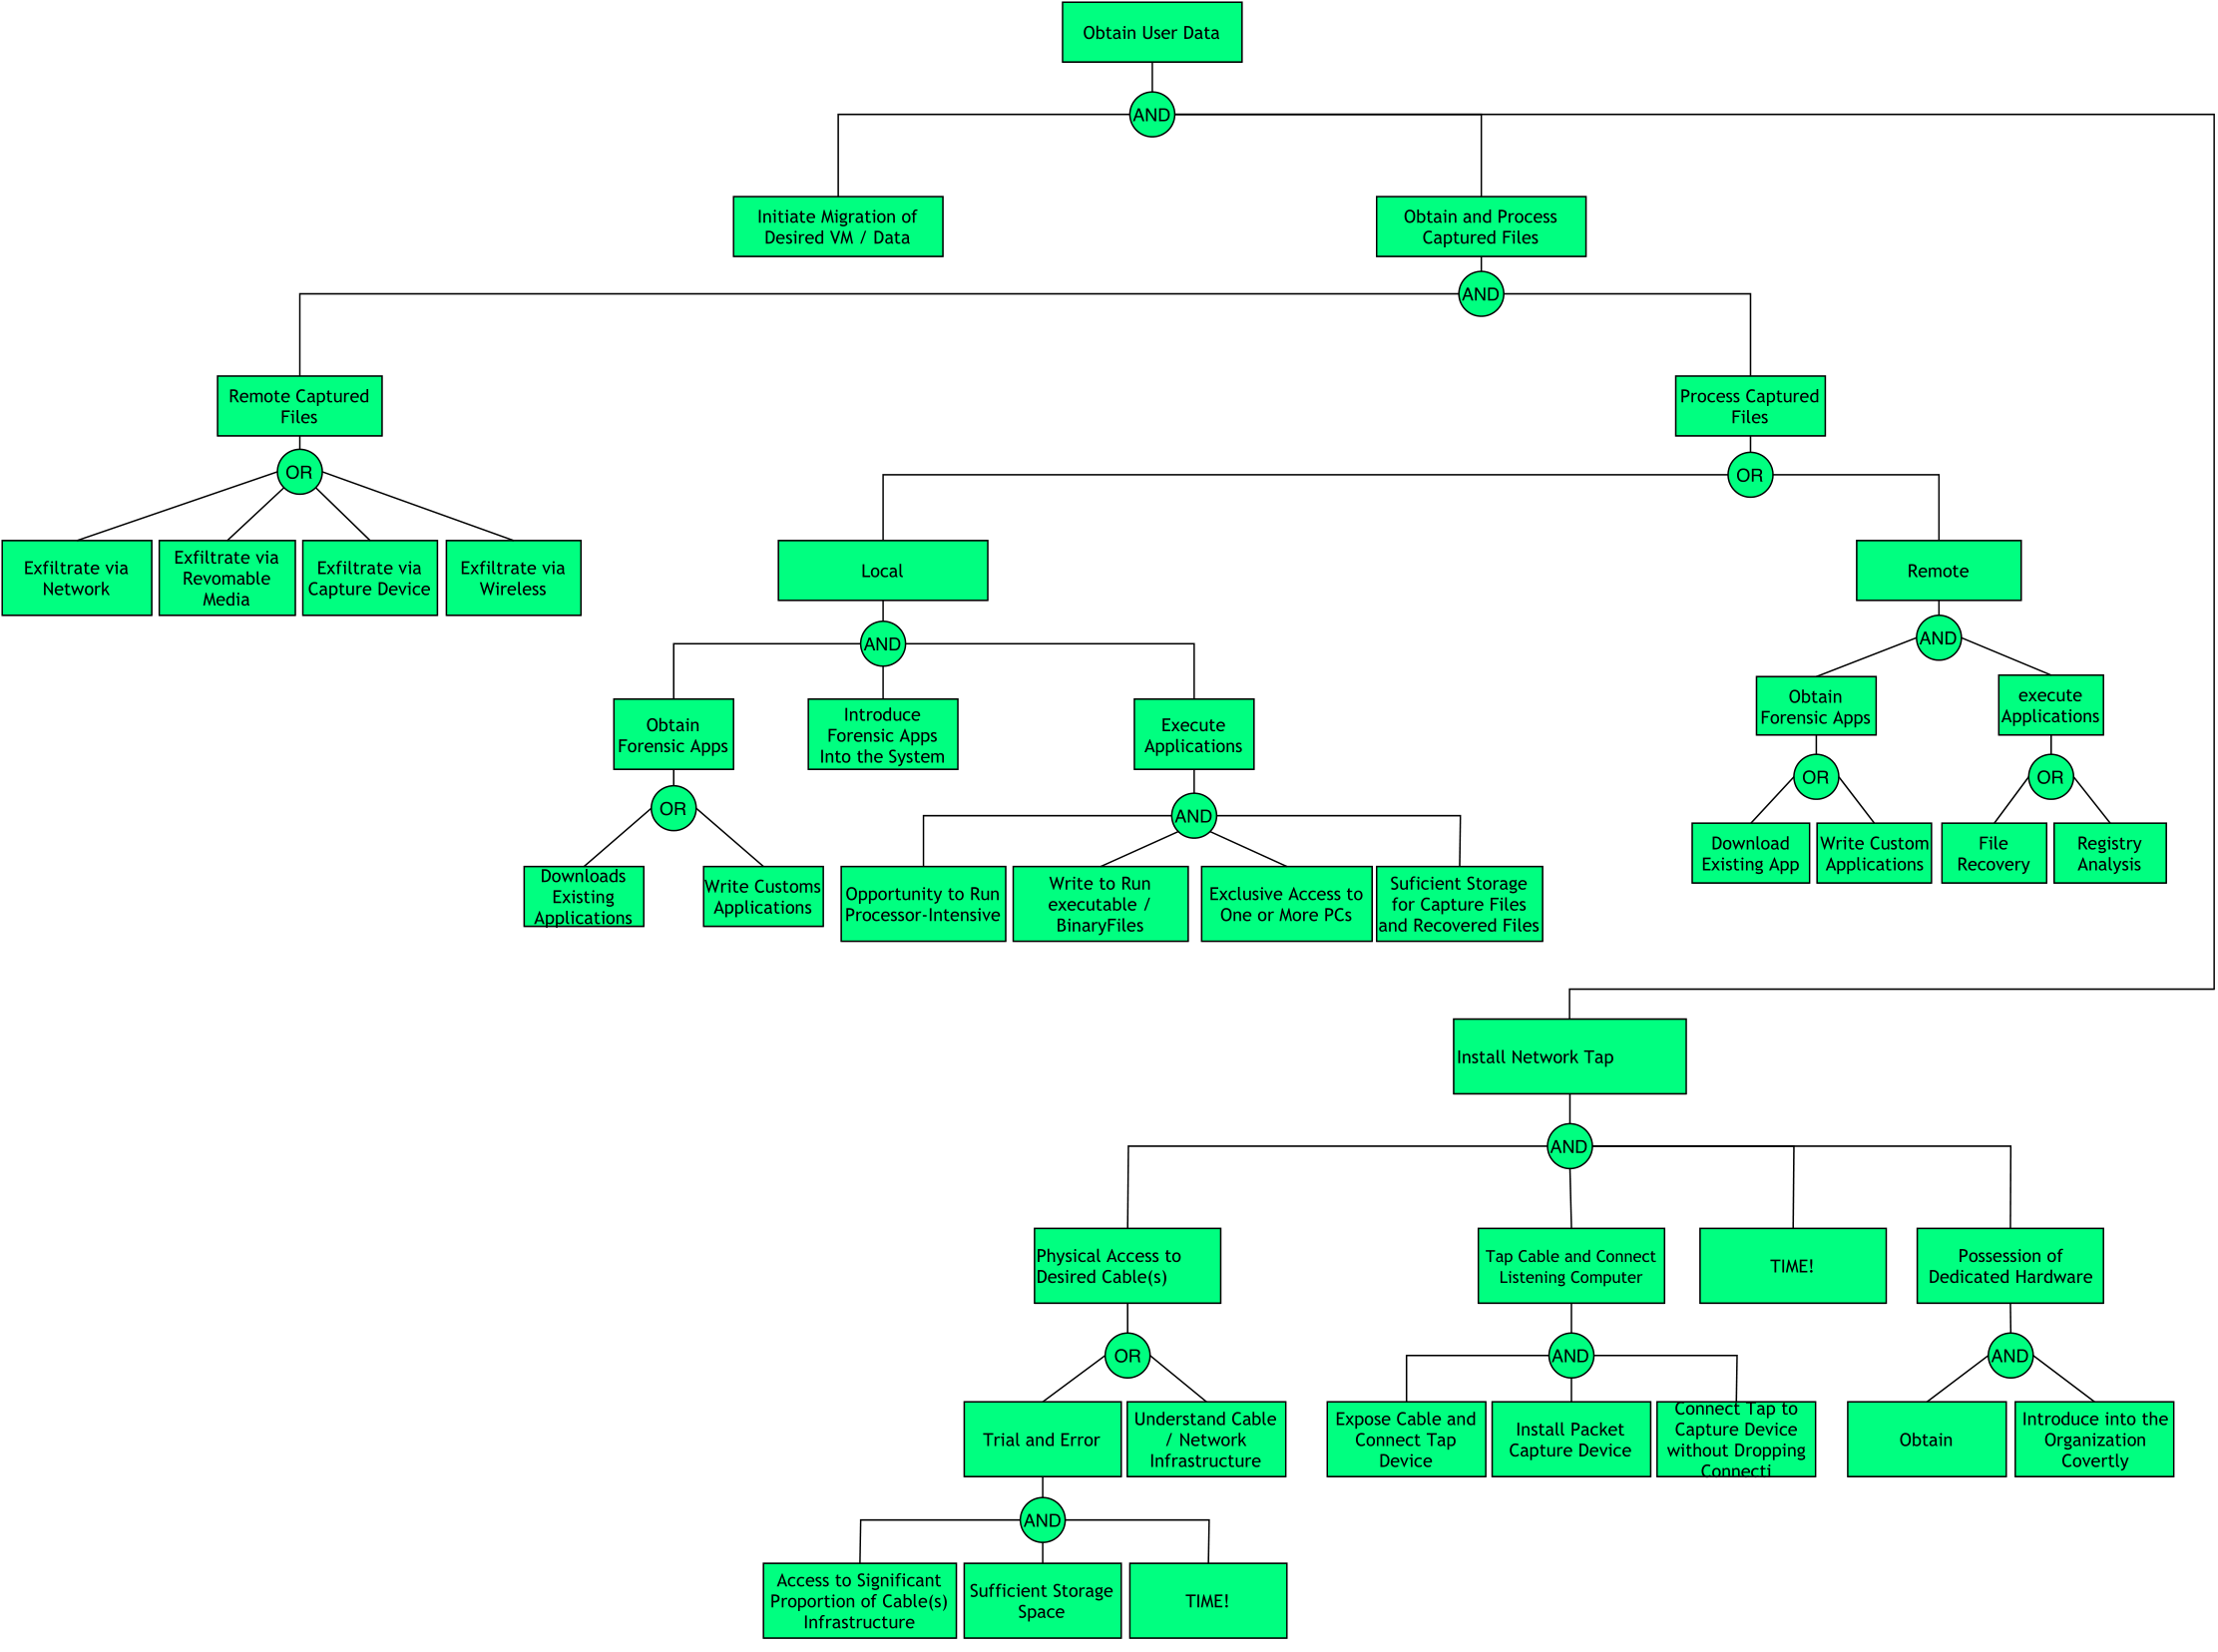 Obtain User Data
AND
Initiate Migration of
Desired VM / Data
Obtain and Process
Captured Files
AND
Remote Captured
Files
Process Captured
Files
OR
OR
Exfiltrate via
Network
Exfiltrate via
Revomable
Media
Exfiltrate via
Capture Device
Exfiltrate via
Wireless
Local
Remote
AND
AND
Obtain
Forensic Apps
Introduce
Forensic Apps
Into the System
Execute
Applications
Obtain
Forensic Apps
execute
Applications
OR
AND
OR
OR
Downloads
Existing
Applications
Write Customs
Applications
Opportunity to Run
Processor-Intensive
Write to Run
executable /
BinaryFiles
Exclusive Access to
One or More PCs
Suficient Storage
for Capture Files
and Recovered Files
Download
Existing App
Write Custom
Applications
File
Recovery
Registry
Analysis
Install Network Tap
AND
Physical Access to
Desired Cable(s)
Tap Cable and Connect
Listening Computer
TIME!
Possession of
Dedicated Hardware
OR
AND
AND
Trial and Error
Understand Cable
/ Network
Infrastructure
Expose Cable and
Connect Tap
Device
Install Packet
Capture Device
Connect Tap to
Capture Device
without Dropping
Connecti
Obtain
Introduce into the
Organization
Covertly
AND
Access to Significant
Proportion of Cable(s)
Infrastructure
Sufficient Storage
Space
TIME!